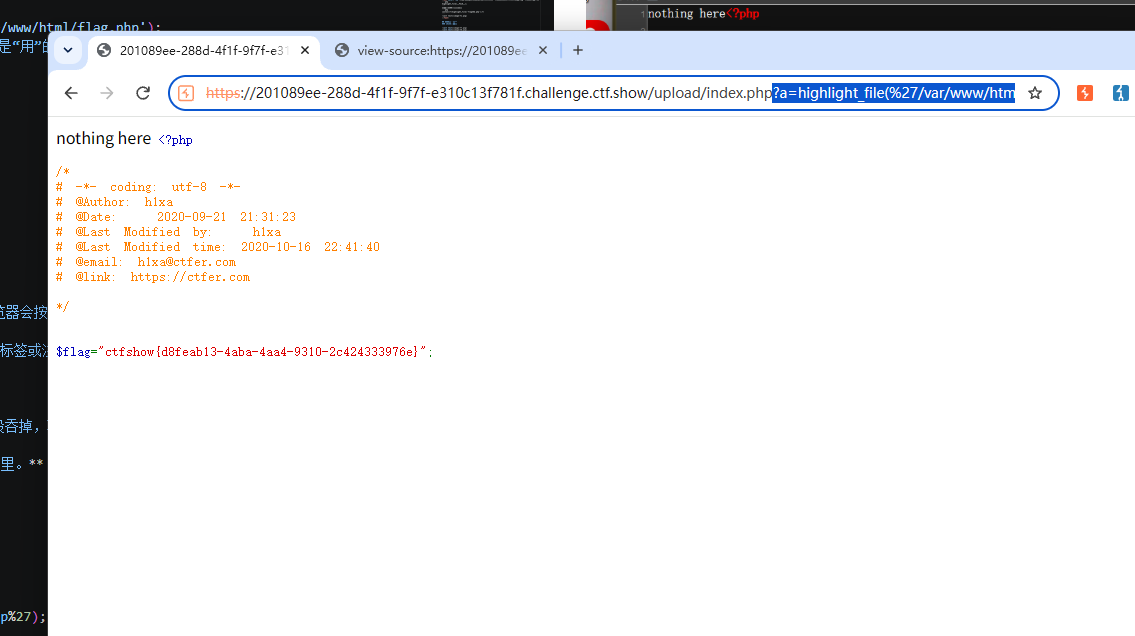 /www/html/flag.php');
1 nothing here<?php
是“用”的
201089ee-288d-4f1f-9f7f-e31
view-source:https://201089ee
https://201089ee-288d-4f1f-9f7f-e310c13f781f.challenge.ctf.show/upload/index.php?a=highlight_file(%27/var/www/htm
nothing here <?php
/*
# -*- coding: utf-8 -*-
# @Author: h1xa
# @Date: 2020-09-21 21:31:23
# @Last Modified by: h1xa
# @Last Modified time: 2020-10-16 22:41:40
# @email: h1xa@ctfer.com
# @link: https://ctfer.com
*/
览器会按
标签或注
$flag="ctfshow{d8feab13-4aba-4aa4-9310-2c424333976e}";
段吞掉，
里。**
p%27);